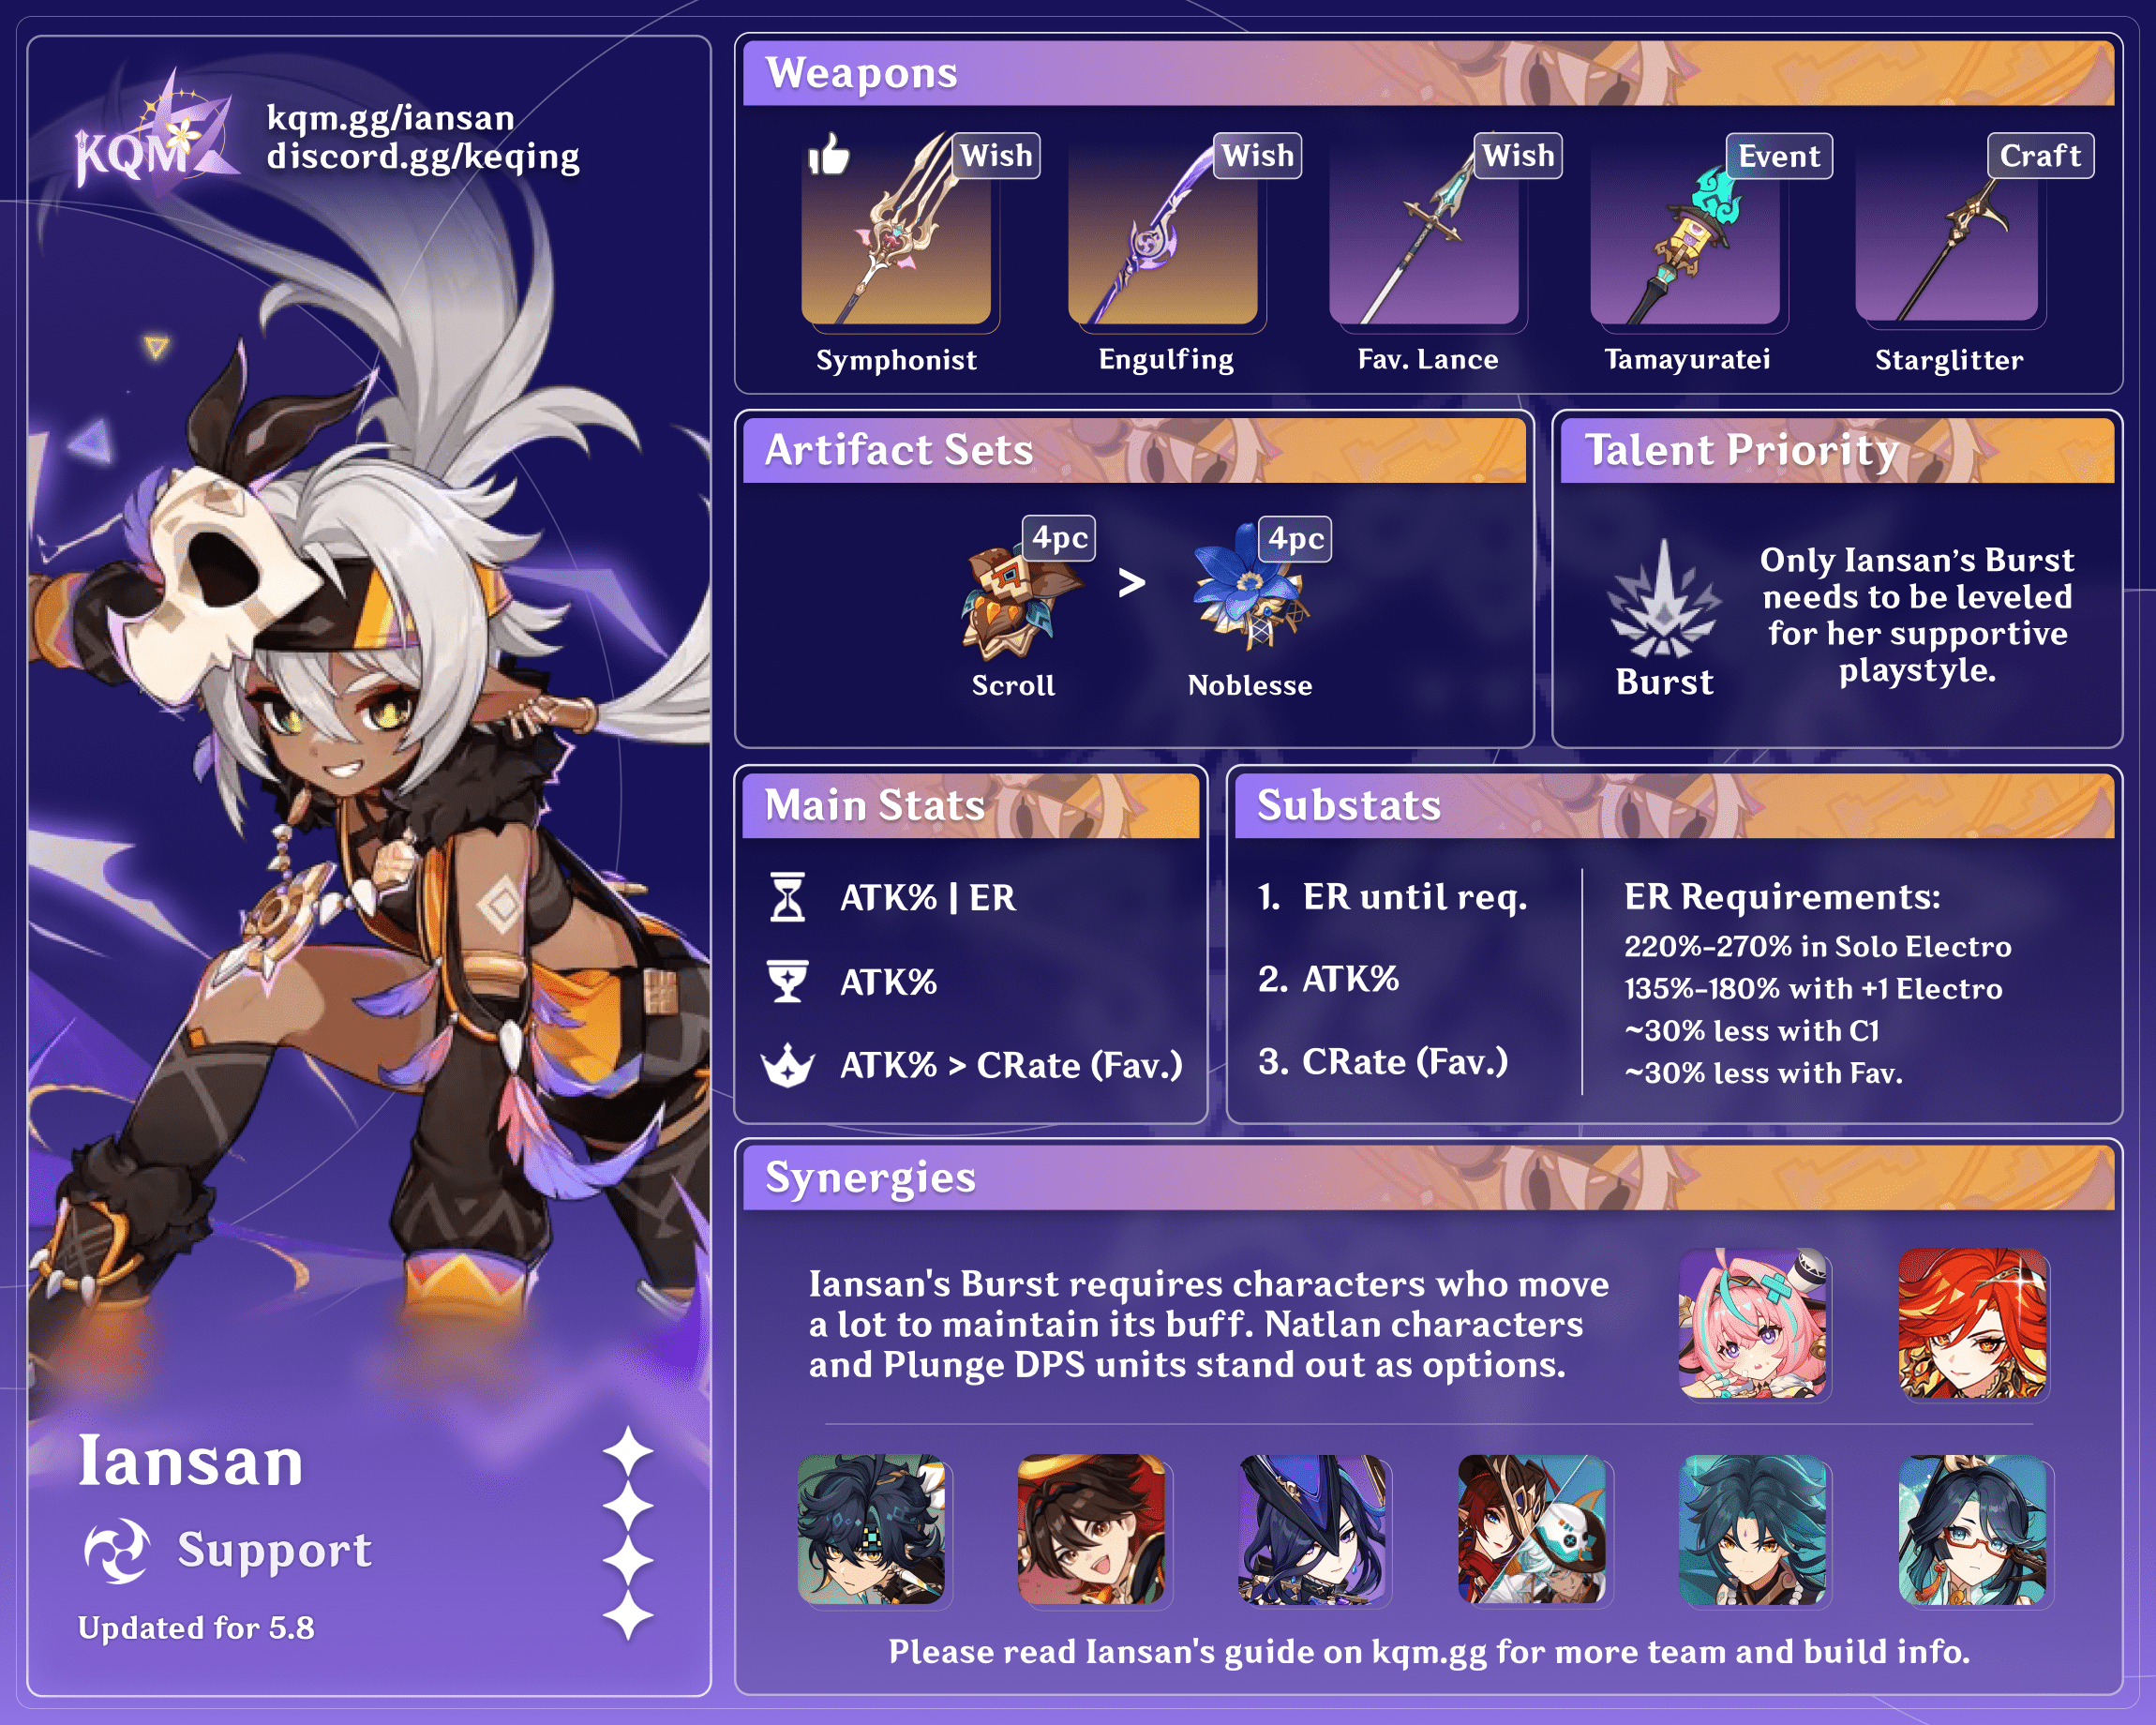 KQM
kqm.gg/iansan
discord.gg/keqing
Iansan
Support
Updated for 5.8
Weapons
Wish
Wish
Wish
Event
Craft
Symphonist
Engulfing
Fav. Lance
Tamayuratei
Starglitter
Artifact Sets
4pc
>
4pc
Scroll
Noblesse
Talent Priority
Burst
Only Iansan's Burst
needs to be leveled
for her supportive
playstyle.
Main Stats
ATK% | ER
ATK%
ATK% > CRate (Fav.)
Substats
1. ER until req.
2. ATK%
3. CRate (Fav.)
ER Requirements:
220%-270% in Solo Electro
135%-180% with +1 Electro
~30% less with C1
~30% less with Fav.
Synergies
Iansan's Burst requires characters who move
a lot to maintain its buff. Natlan characters
and Plunge DPS units stand out as options.
Please read Iansan's guide on kqm.gg for more team and build info.